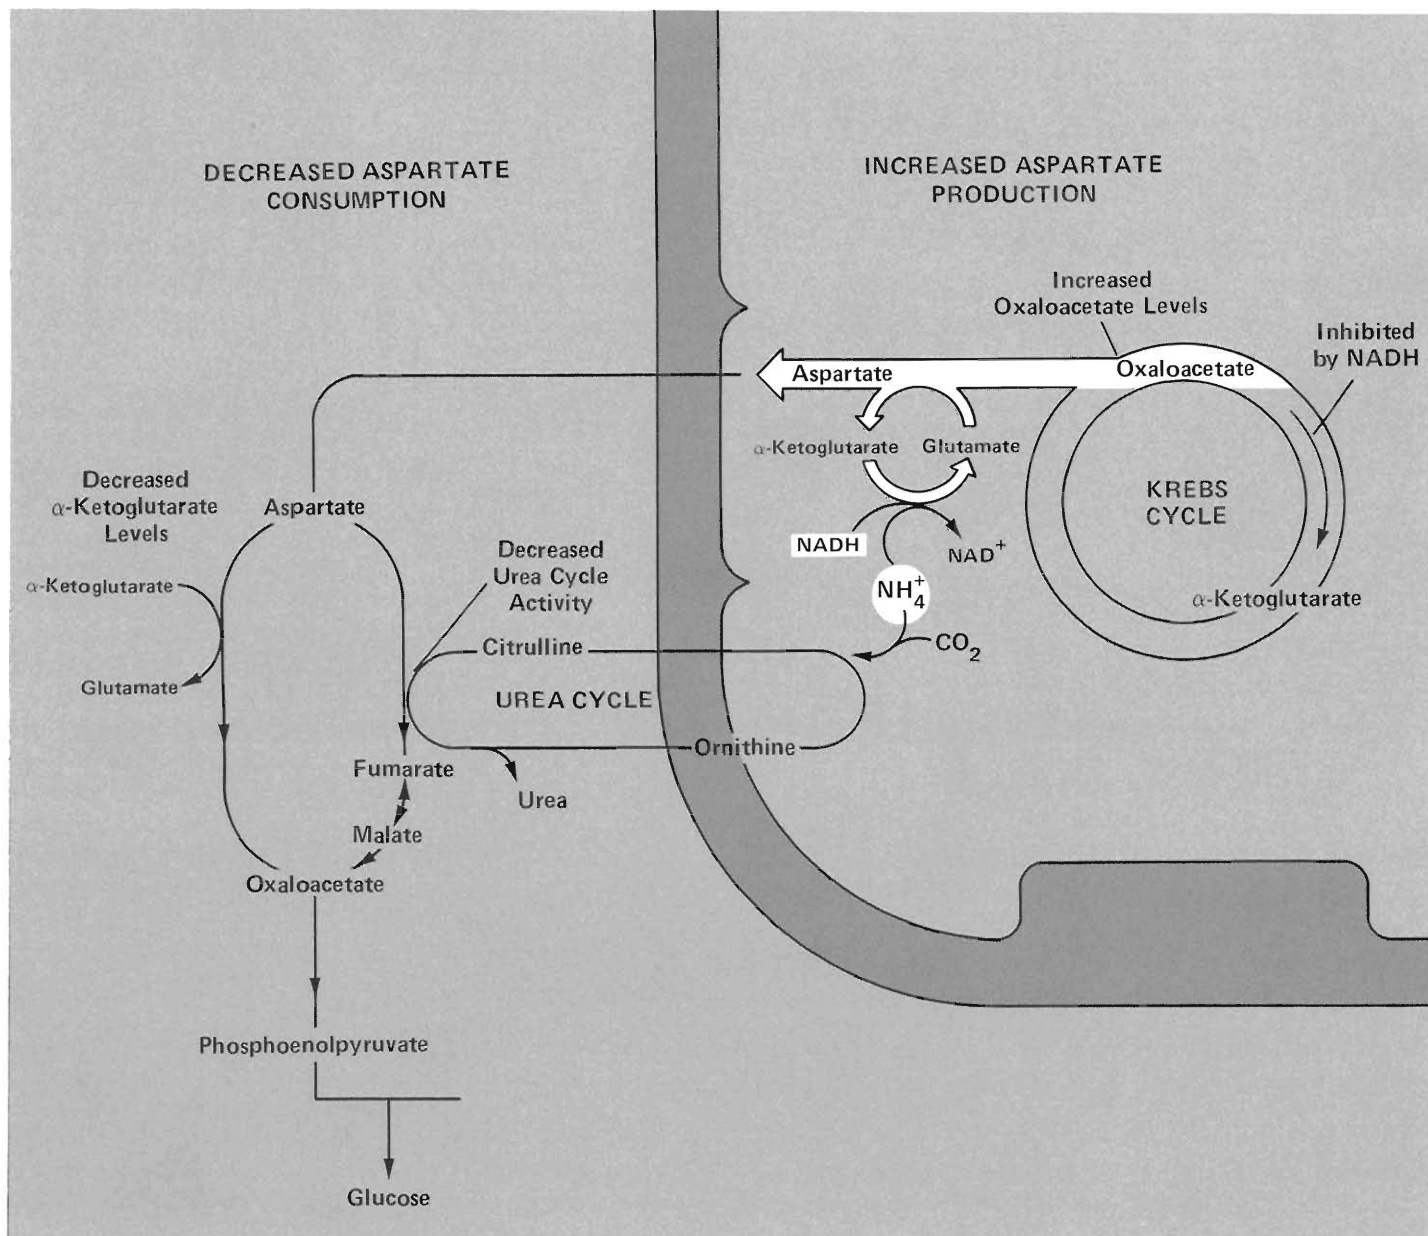 DECREASED ASPARTATE
CONSUMPTION
INCREASED ASPARTATE
PRODUCTION
Increased
Oxaloacetate Levels
Inhibited
by NADH
Aspartate
Oxaloacetate
α-Ketoglutarate
Glutamate
KREBS
CYCLE
NADH
NAD⁺
NH₄⁺
CO₂
α-Ketoglutarate
Decreased
α-Ketoglutarate
Levels
Aspartate
α-Ketoglutarate
Glutamate
Decreased
Urea Cycle
Activity
Citrulline
UREA CYCLE
Ornithine
Urea
Fumarate
Malate
Oxaloacetate
Phosphoenolpyruvate
Glucose